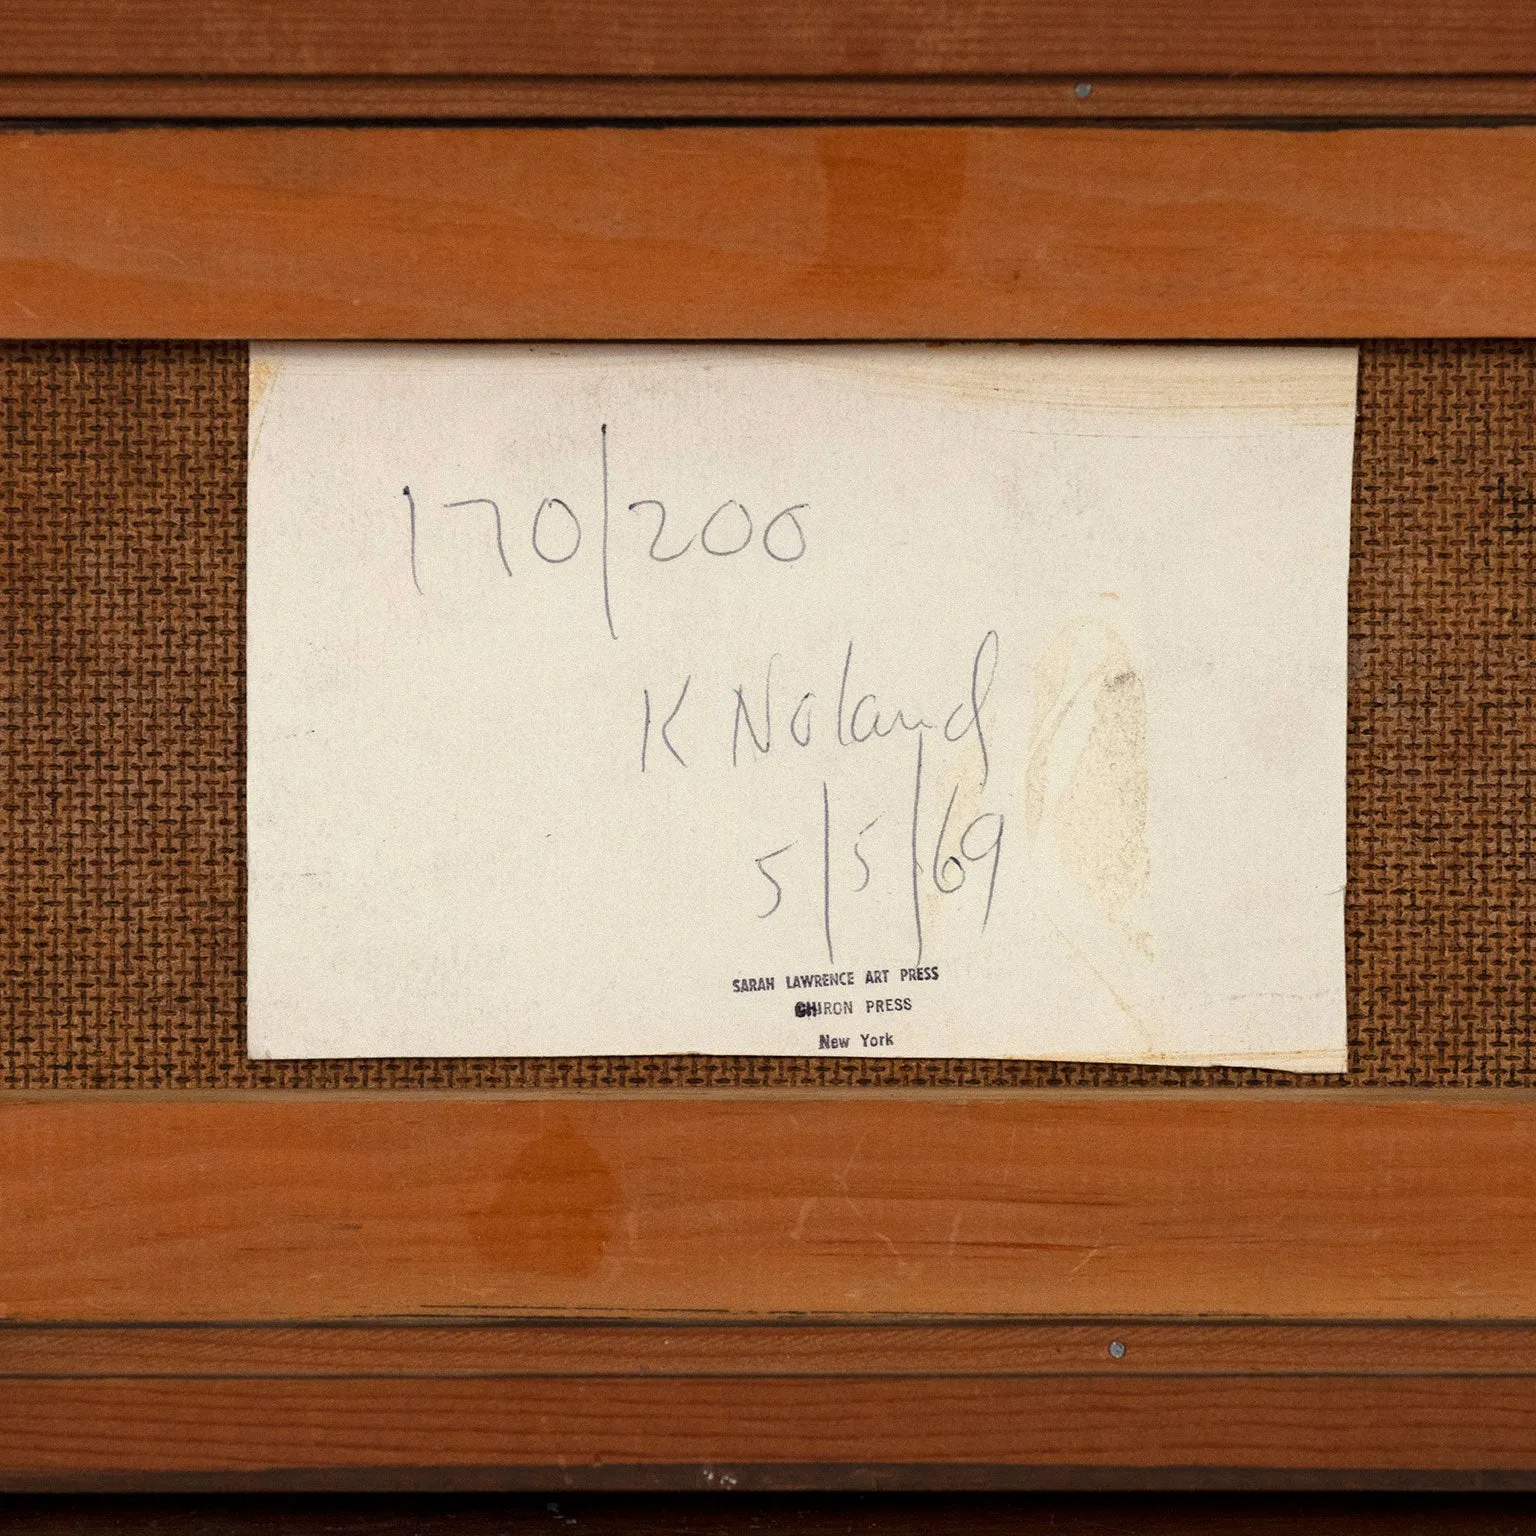 170/200
K Noland
5/5/69
SARAH LAWRENCE ART PRESS
CHIRON PRESS
New York